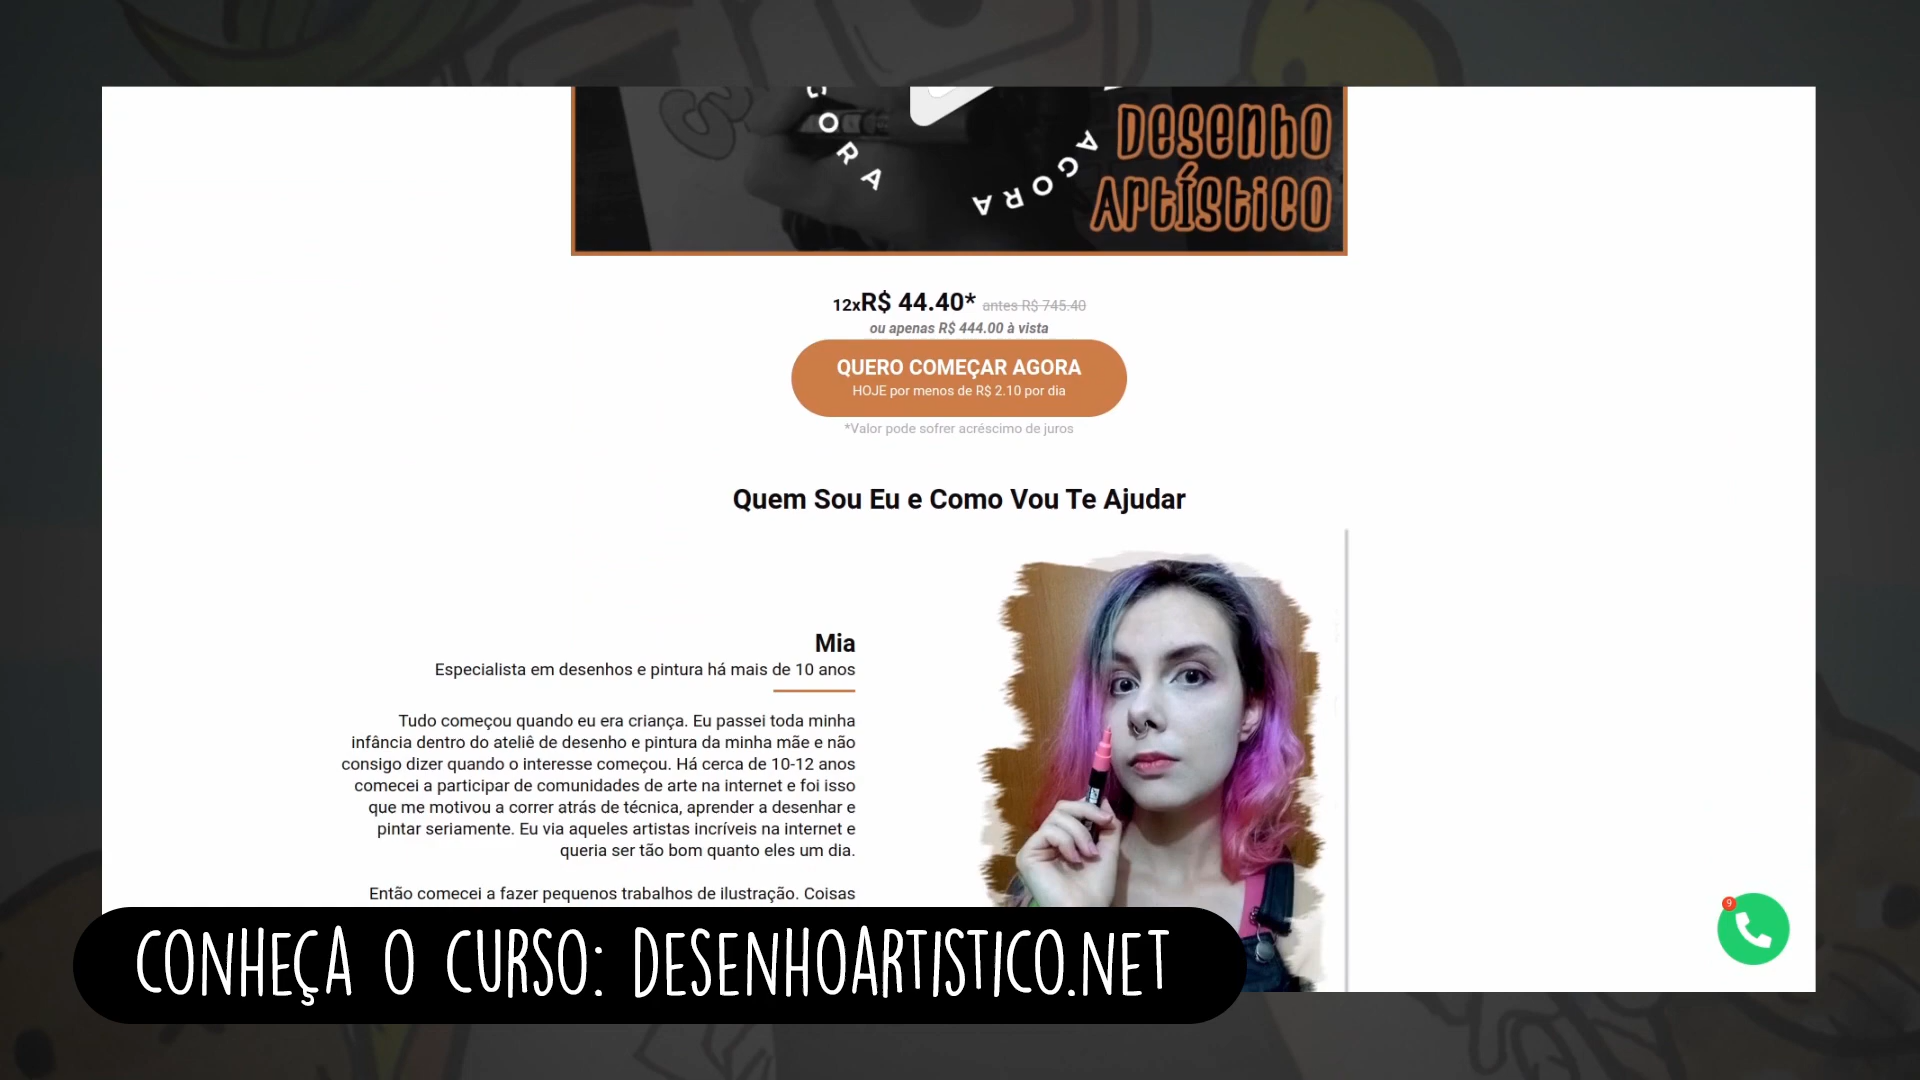 AGORA
Desenho
Artístico
12xR$ 44.40* antes R$ 745.40
ou apenas R$ 444.00 à vista
QUERO COMEÇAR AGORA
HOJE por menos de R$ 2.10 por dia
*Valor pode sofrer acréscimo de juros
Quem Sou Eu e Como Vou Te Ajudar
Mia
Especialista em desenhos e pintura há mais de 10 anos
Tudo começou quando eu era criança. Eu passei toda minha
infância dentro do ateliê de desenho e pintura da minha mãe e não
consigo dizer quando o interesse começou. Há cerca de 10-12 anos
comecei a participar de comunidades de arte na internet e foi isso
que me motivou a correr atrás de técnica, aprender a desenhar e
pintar seriamente. Eu via aqueles artistas incríveis na internet e
queria ser tão bom quanto eles um dia.
Então comecei a fazer pequenos trabalhos de ilustração. Coisas
9
CONHEÇA O CURSO: DESENHOARTISTICO.NET